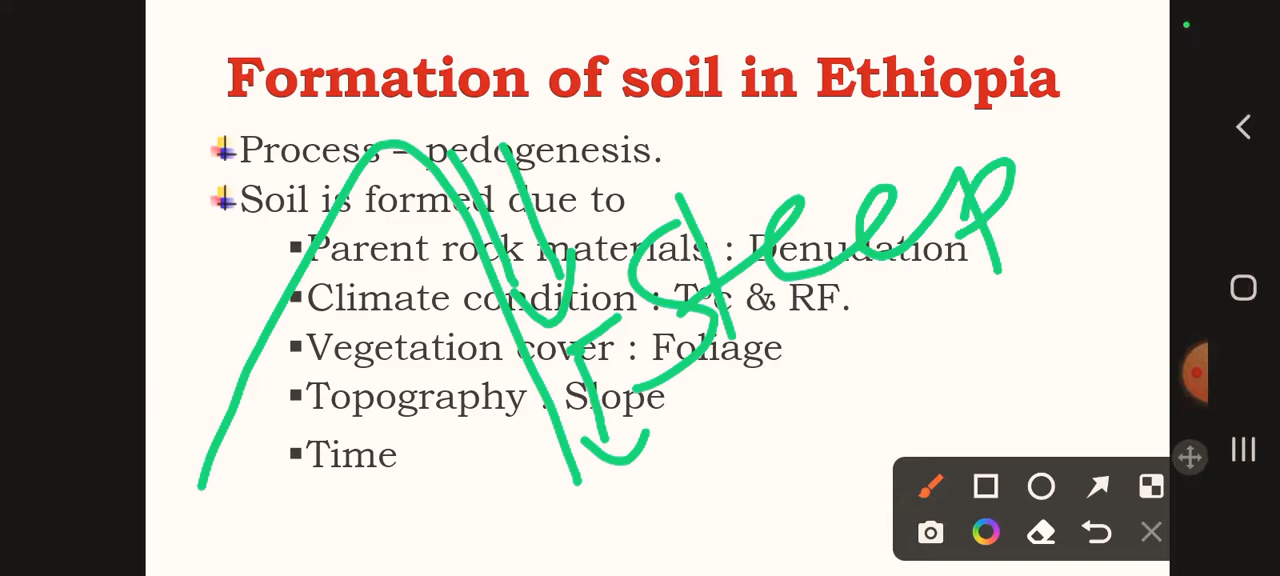 Formation of soil in Ethiopia
Process – pedogenesis.
Soil is formed due to
▪Parent rock materials : Denudation
▪Climate condition : Tºc & RF.
▪Vegetation cover : Foliage
▪Topography : Slope
▪Time
Steep